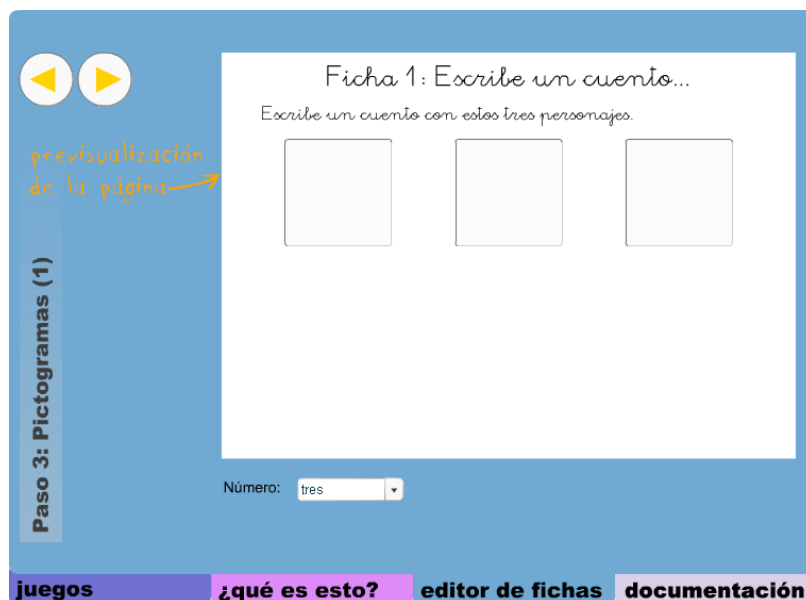 Ficha 1: Escribe un cuento...
Escribe un cuento con estos tres personajes.
previsualización
de la página
Paso 3: Pictogramas (1)
Número: tres
juegos ¿qué es esto? editor de fichas documentación